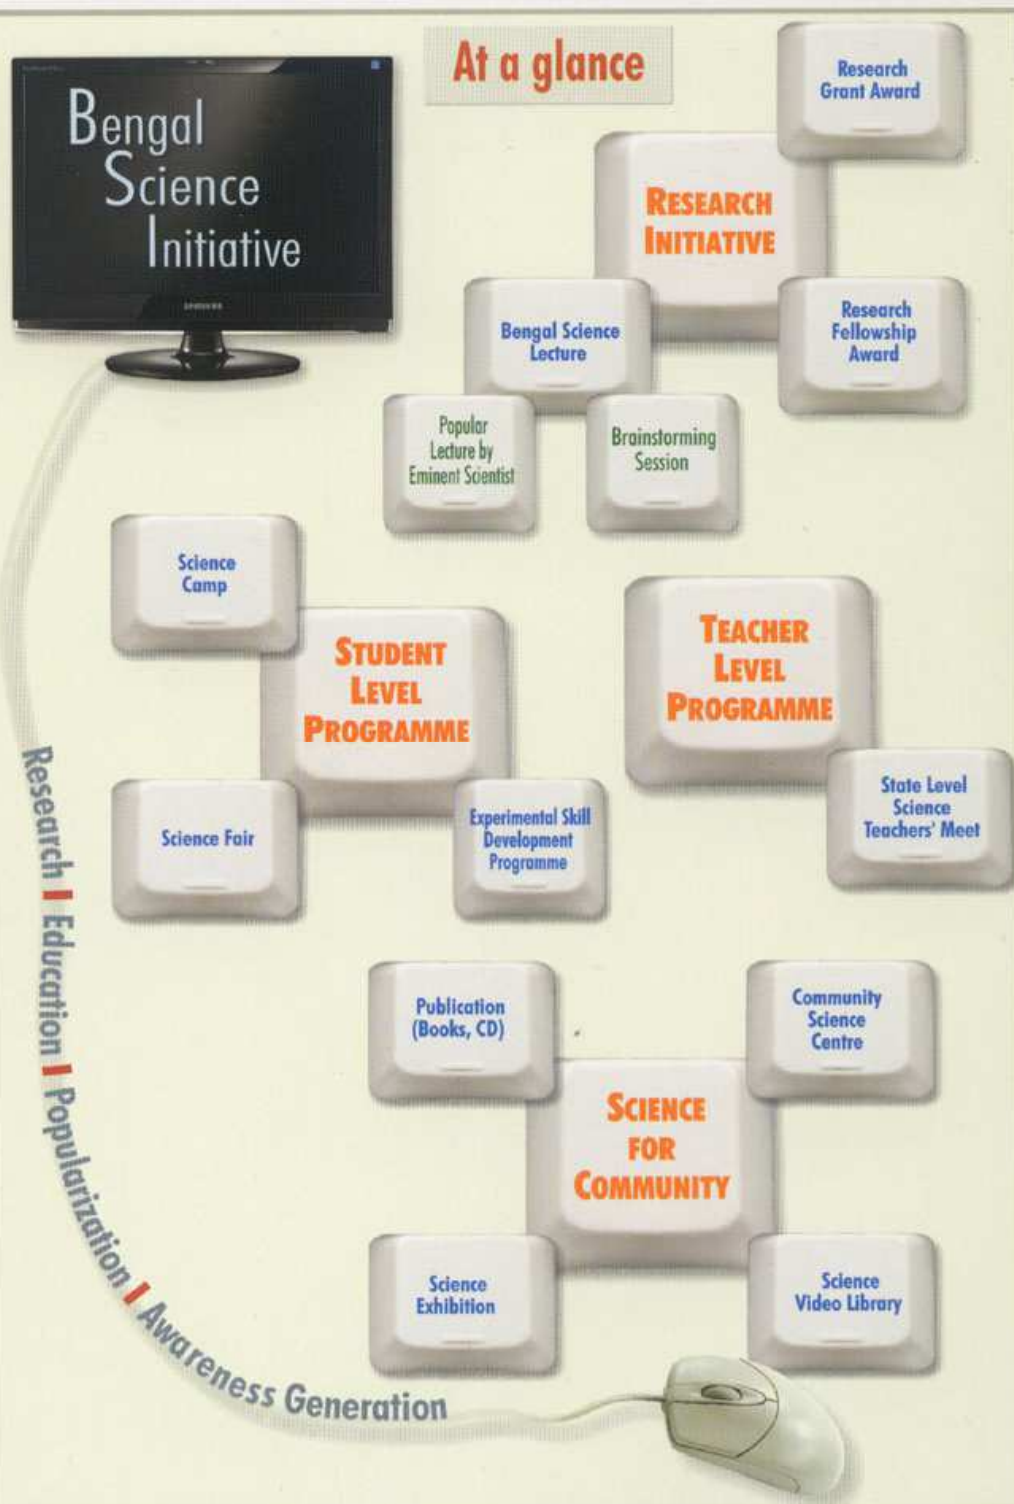 At a glance
Bengal
Science
Initiative
SAMSUNG
Research
Grant Award
RESEARCH
INITIATIVE
Bengal Science
Lecture
Research
Fellowship
Award
Popular
Lecture by
Eminent Scientist
Brainstorming
Session
Science
Camp
STUDENT
LEVEL
PROGRAMME
Science Fair
Experimental Skill
Development
Programme
TEACHER
LEVEL
PROGRAMME
State Level
Science
Teachers' Meet
Publication
(Books, CD)
Community
Science
Centre
SCIENCE
FOR
COMMUNITY
Science
Exhibition
Science
Video Library
Research I Education I Popularization I Awareness Generation